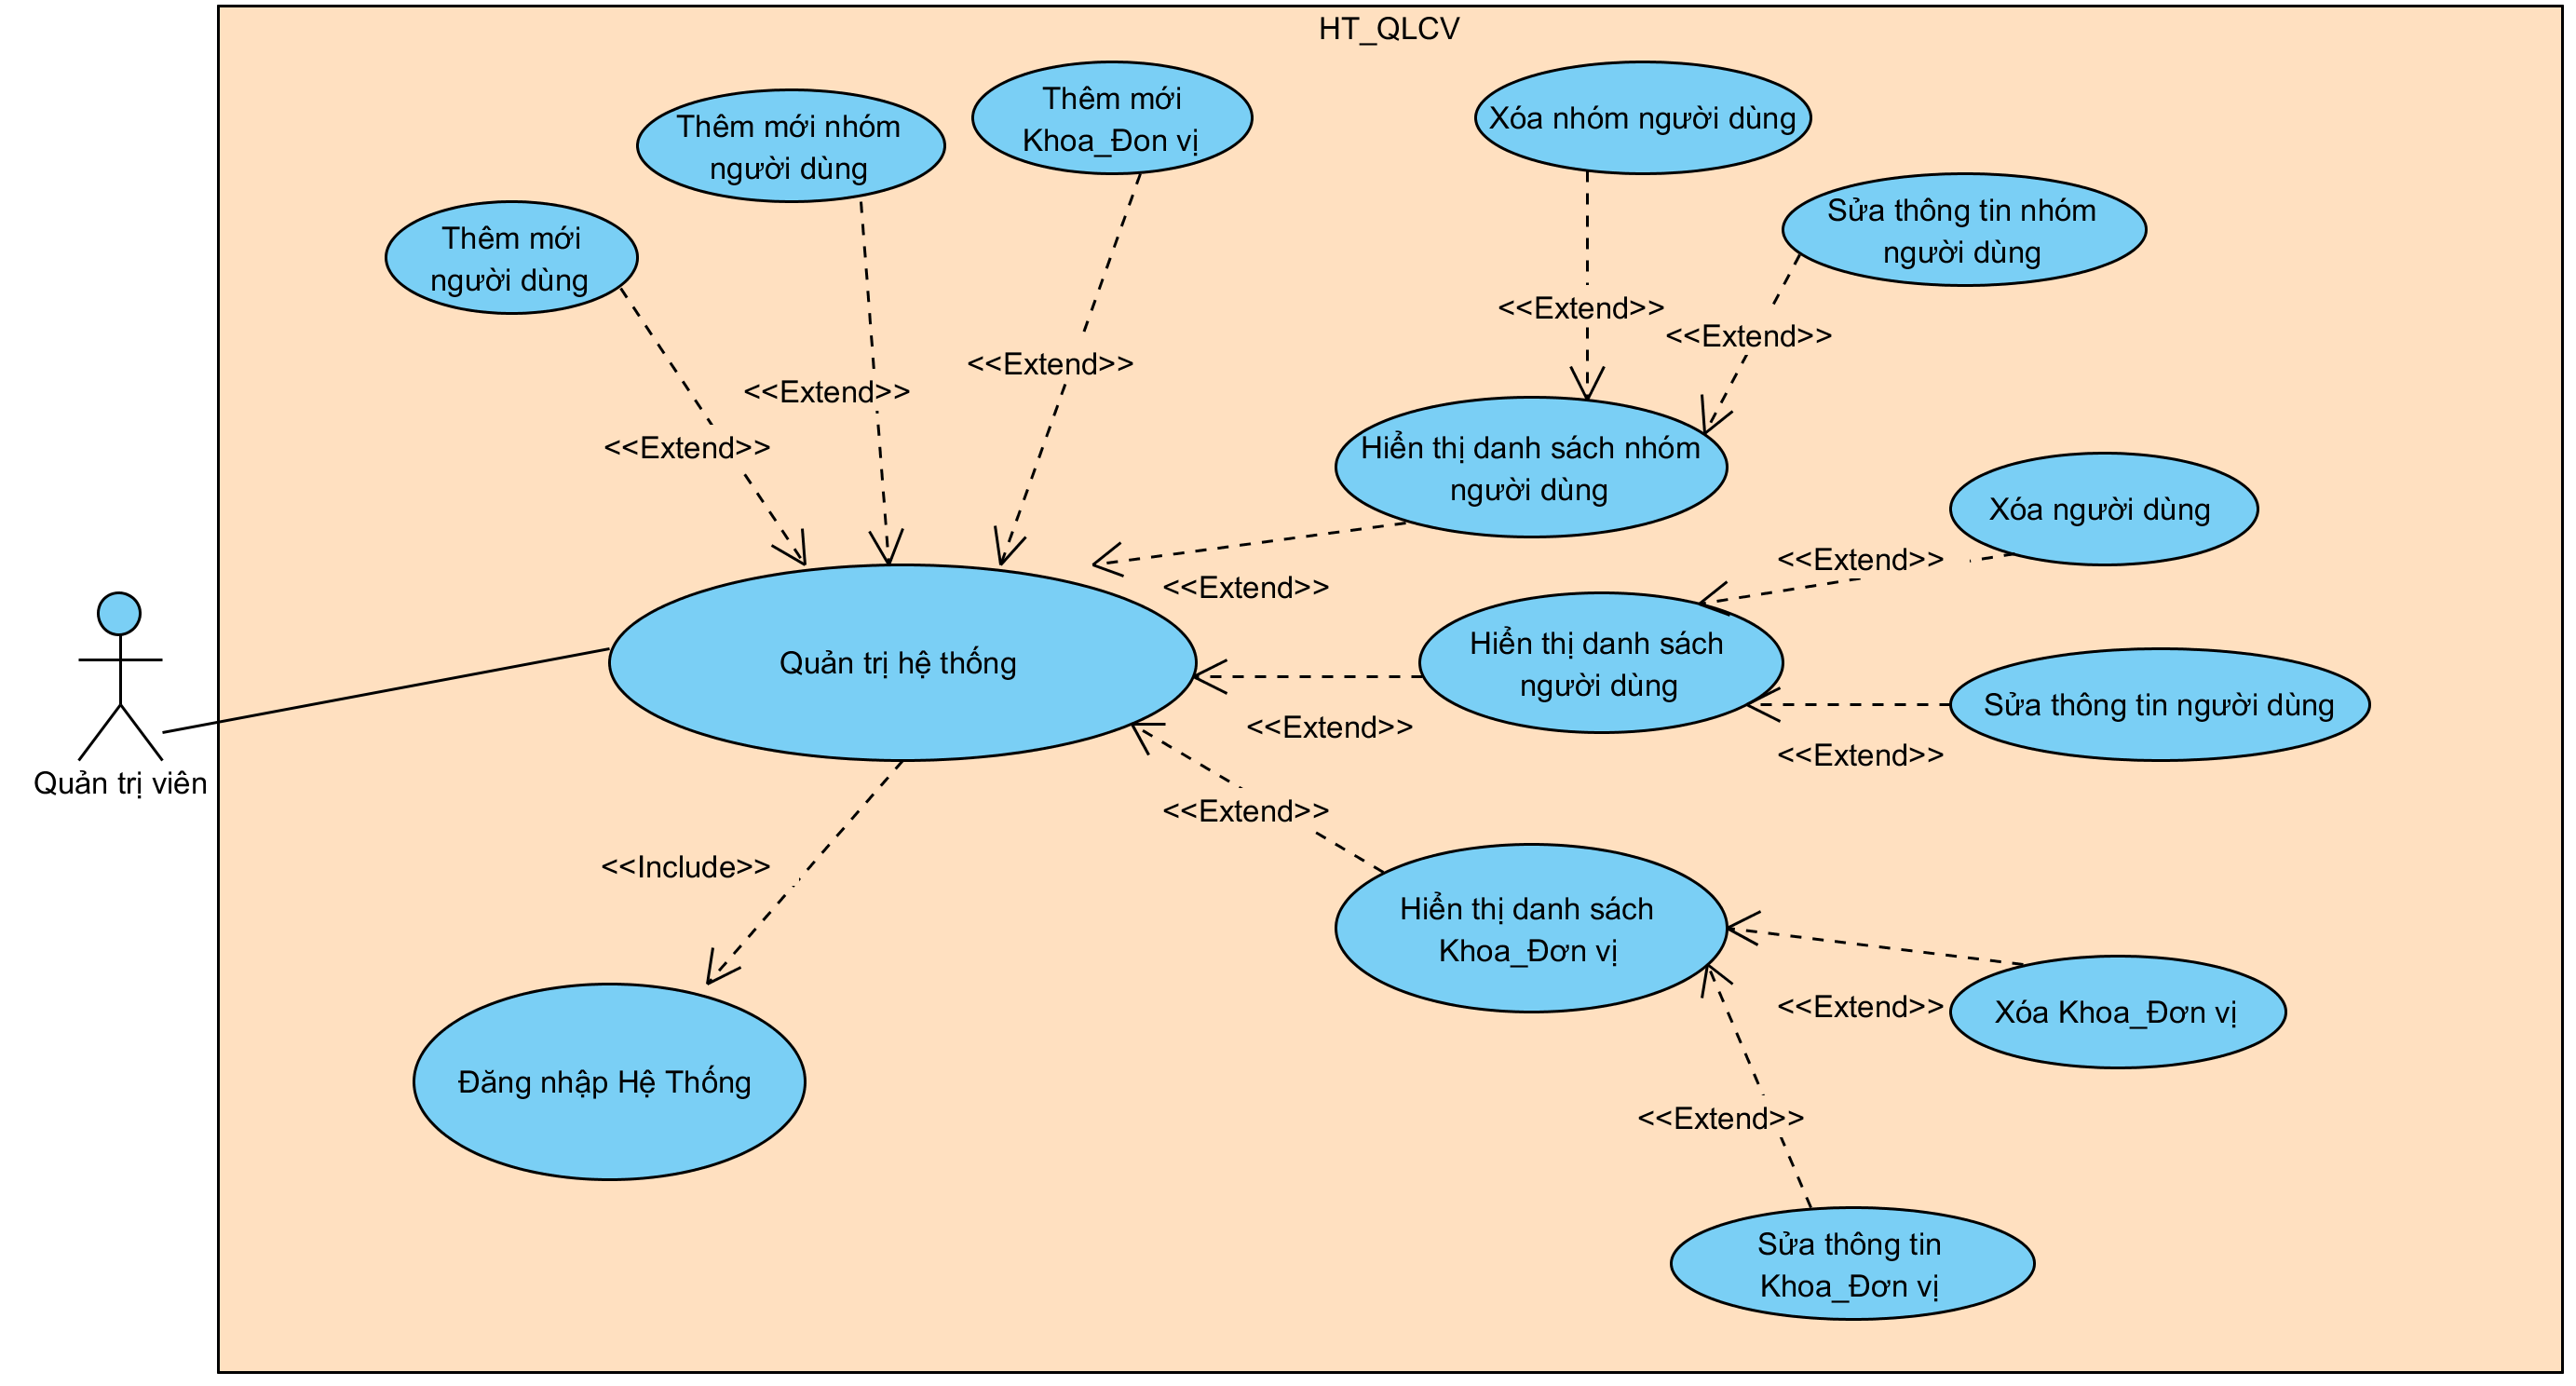 HT_QLCV
Thêm mới
Khoa_Đon vị
Xóa nhóm người dùng
Thêm mới nhóm
người dùng
Sửa thông tin nhóm
người dùng
Thêm mới
người dùng
<<Extend>>
<<Extend>>
<<Extend>>
<<Extend>>
<<Extend>>
Hiển thị danh sách nhóm
người dùng
Xóa người dùng
<<Extend>>
<<Extend>>
Quản trị hệ thống
Hiển thị danh sách
người dùng
Sửa thông tin người dùng
<<Extend>>
<<Extend>>
Quản trị viên
<<Extend>>
<<Include>>
Hiển thị danh sách
Khoa_Đơn vị
<<Extend>>
Xóa Khoa_Đơn vị
Đăng nhập Hệ Thống
<<Extend>>
Sửa thông tin
Khoa_Đơn vị